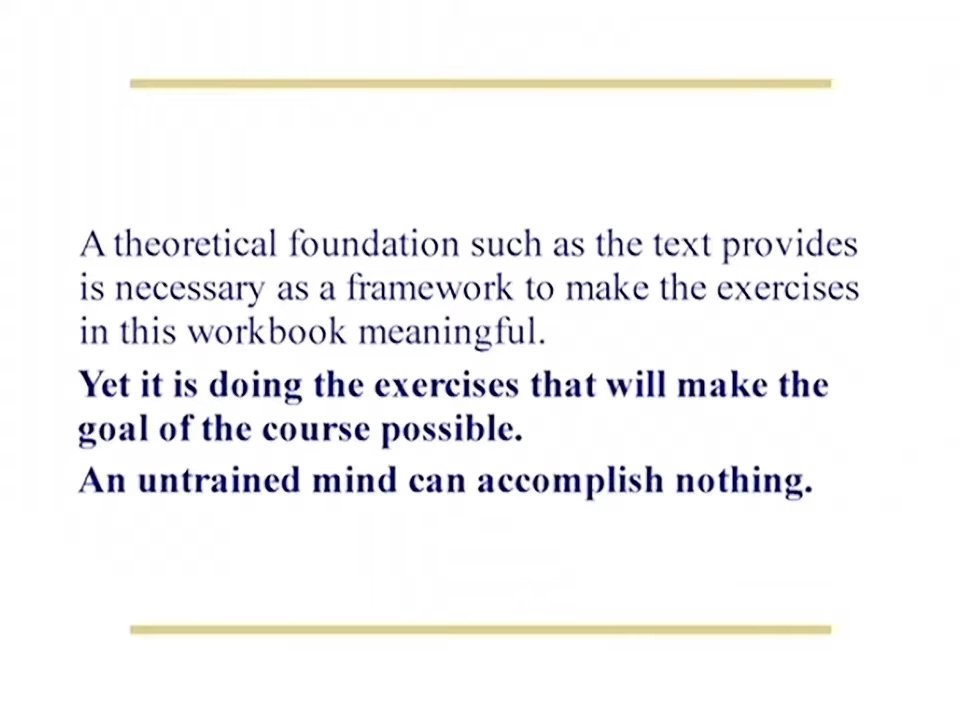 A theoretical foundation such as the text provides
is necessary as a framework to make the exercises
in this workbook meaningful.
Yet it is doing the exercises that will make the
goal of the course possible.
An untrained mind can accomplish nothing.